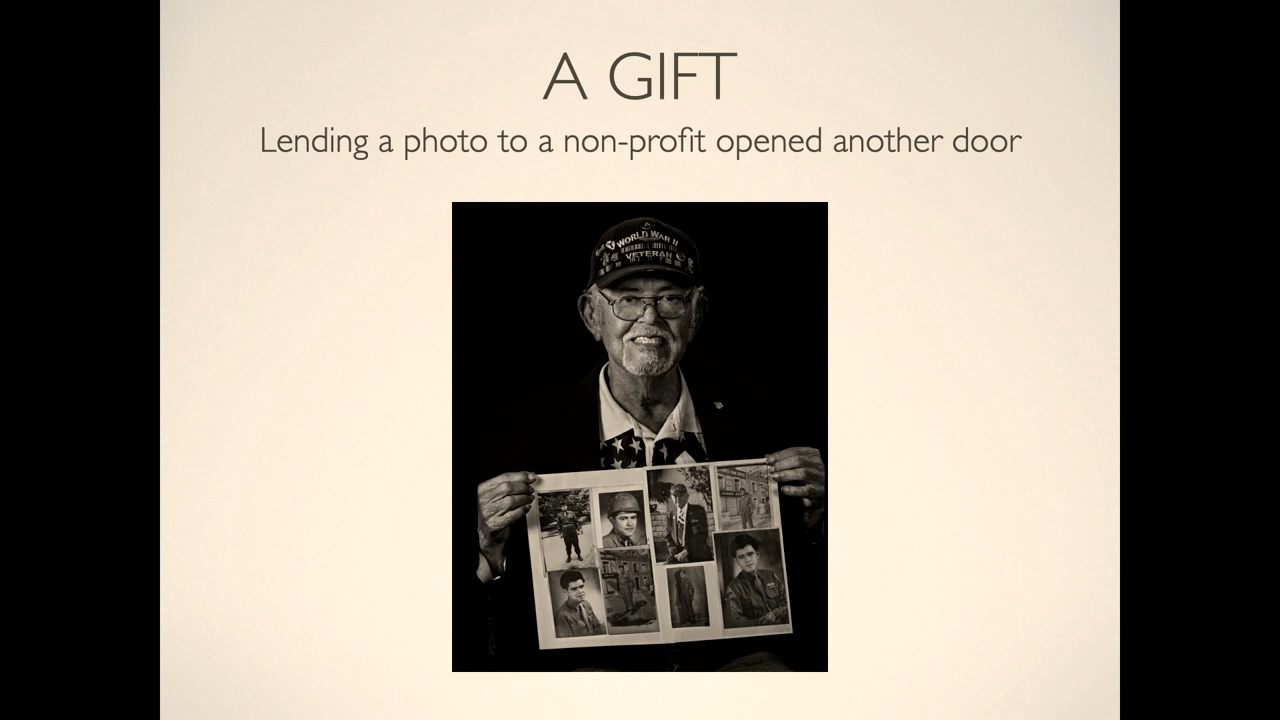 A GIFT
Lending a photo to a non-profit opened another door
WORLD WAR II
VETERAN